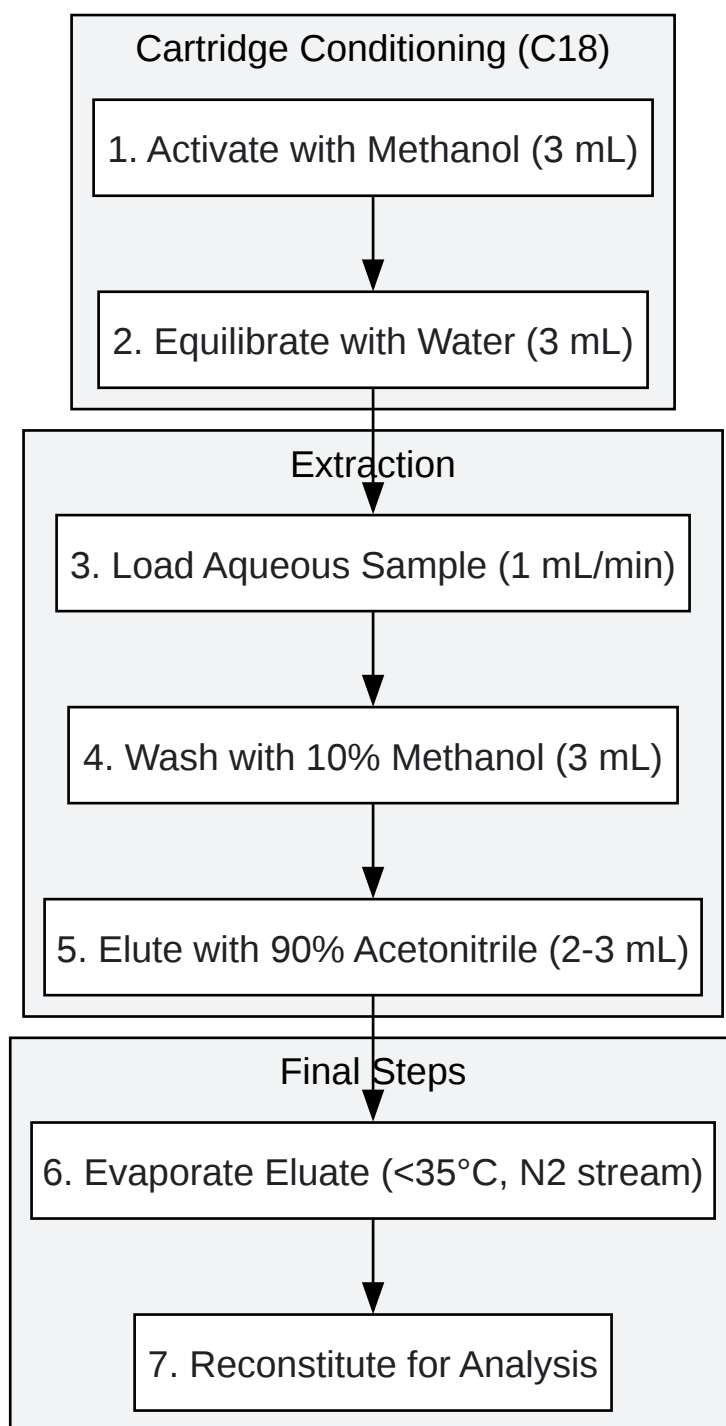 Cartridge Conditioning (C18)
1. Activate with Methanol (3 mL)
2. Equilibrate with Water (3 mL)
Extraction
3. Load Aqueous Sample (1 mL/min)
4. Wash with 10% Methanol (3 mL)
5. Elute with 90% Acetonitrile (2-3 mL)
Final Steps
6. Evaporate Eluate (<35°C, N2 stream)
7. Reconstitute for Analysis